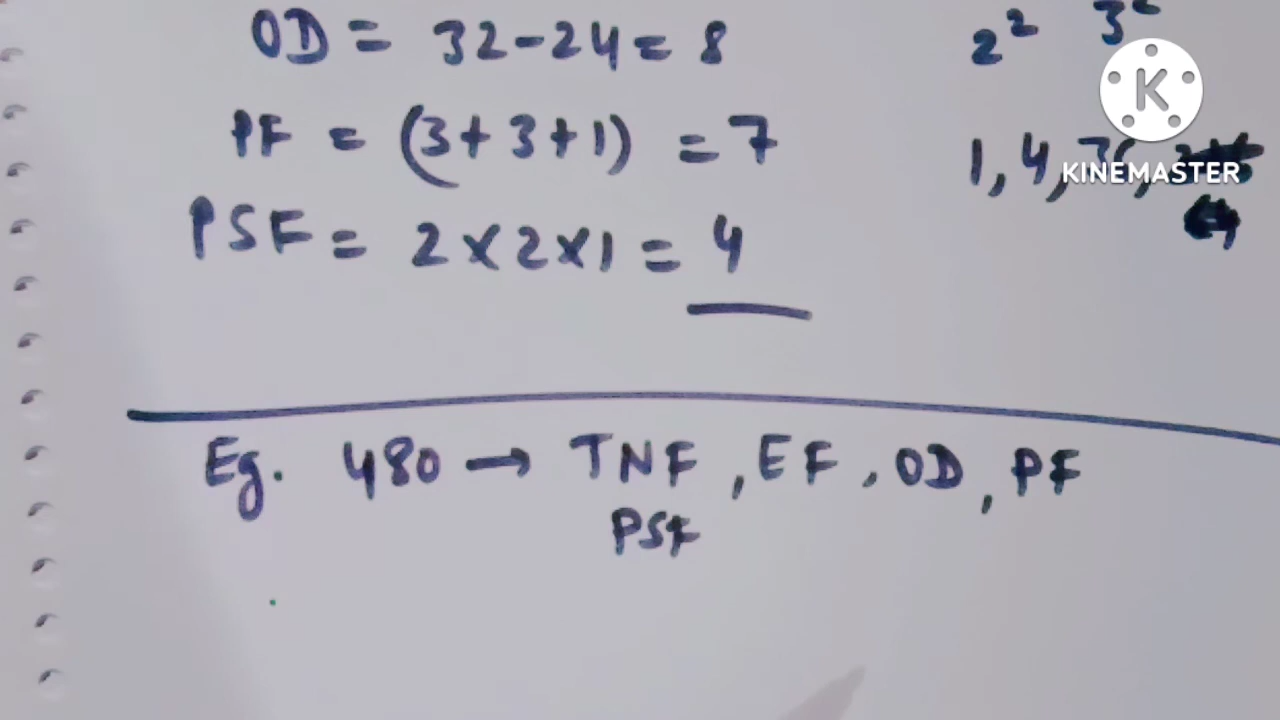 OD = 32-24 = 8
2² 3²
PF = (3+3+1) = 7
1, 4,
K
KINEMASTER
PSF = 2×2×1 = 4
Eg. 480 → TNF, EF, OD, PF
PSF